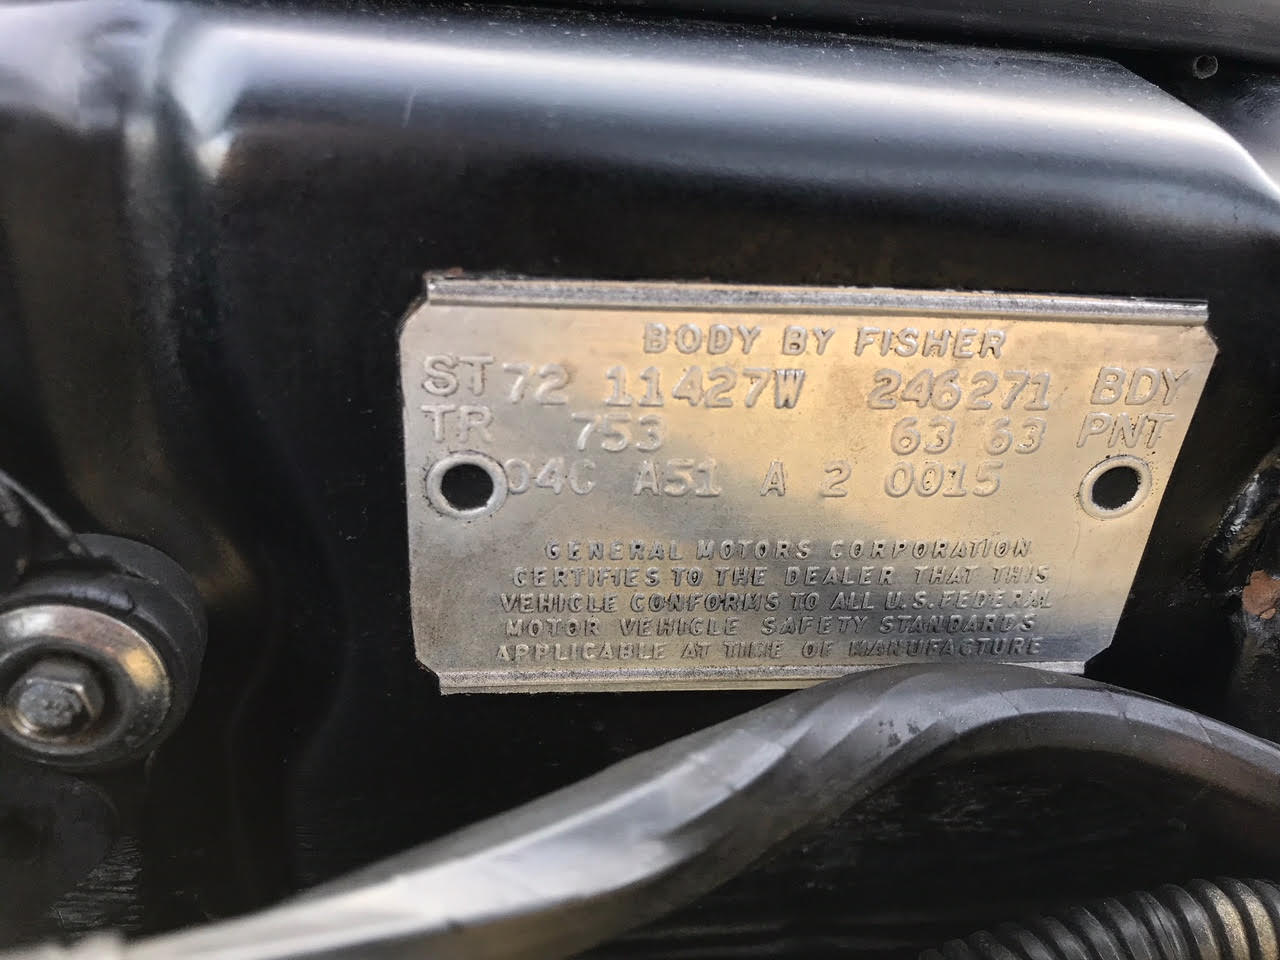 BODY BY FISHER
ST 72 11427W 246271 BDY
TR 753 63 63 PNT
04C A51 A 2 0015
GENERAL MOTORS CORPORATION
CERTIFIES TO THE DEALER THAT THIS
VEHICLE CONFORMS TO ALL U.S. FEDERAL
MOTOR VEHICLE SAFETY STANDARDS
APPLICABLE AT TIME OF MANUFACTURE